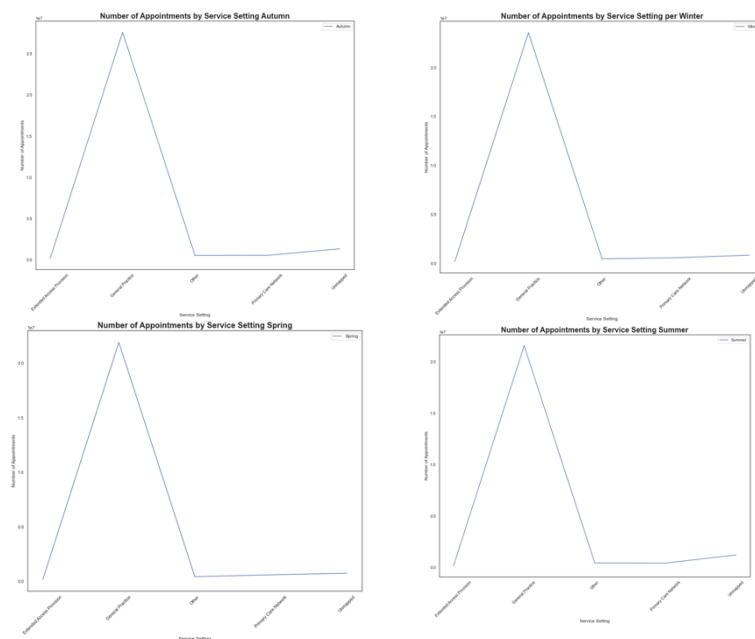 Number of Appointments by Service Setting Autumn
1e7
Autumn
2.5
2.0
1.5
1.0
0.5
0.0
Number of Appointments
Extended Access Provision
General Practice
Other
Primary Care Network
Unmapped
Service Setting
Number of Appointments by Service Setting per Winter
1e7
2.0
1.5
1.0
0.5
0.0
Number of Appointments
Extended Access Provision
General Practice
Other
Primary Care Network
Unmapped
Service Setting
Number of Appointments by Service Setting Spring
1e7
Spring
2.0
1.5
1.0
0.5
0.0
Number of Appointments
Extended Access Provision
General Practice
Other
Primary Care Network
Unmapped
Service Setting
Number of Appointments by Service Setting Summer
1e7
Summer
2.0
1.5
1.0
0.5
0.0
Number of Appointments
Extended Access Provision
General Practice
Other
Primary Care Network
Unmapped
Service Setting